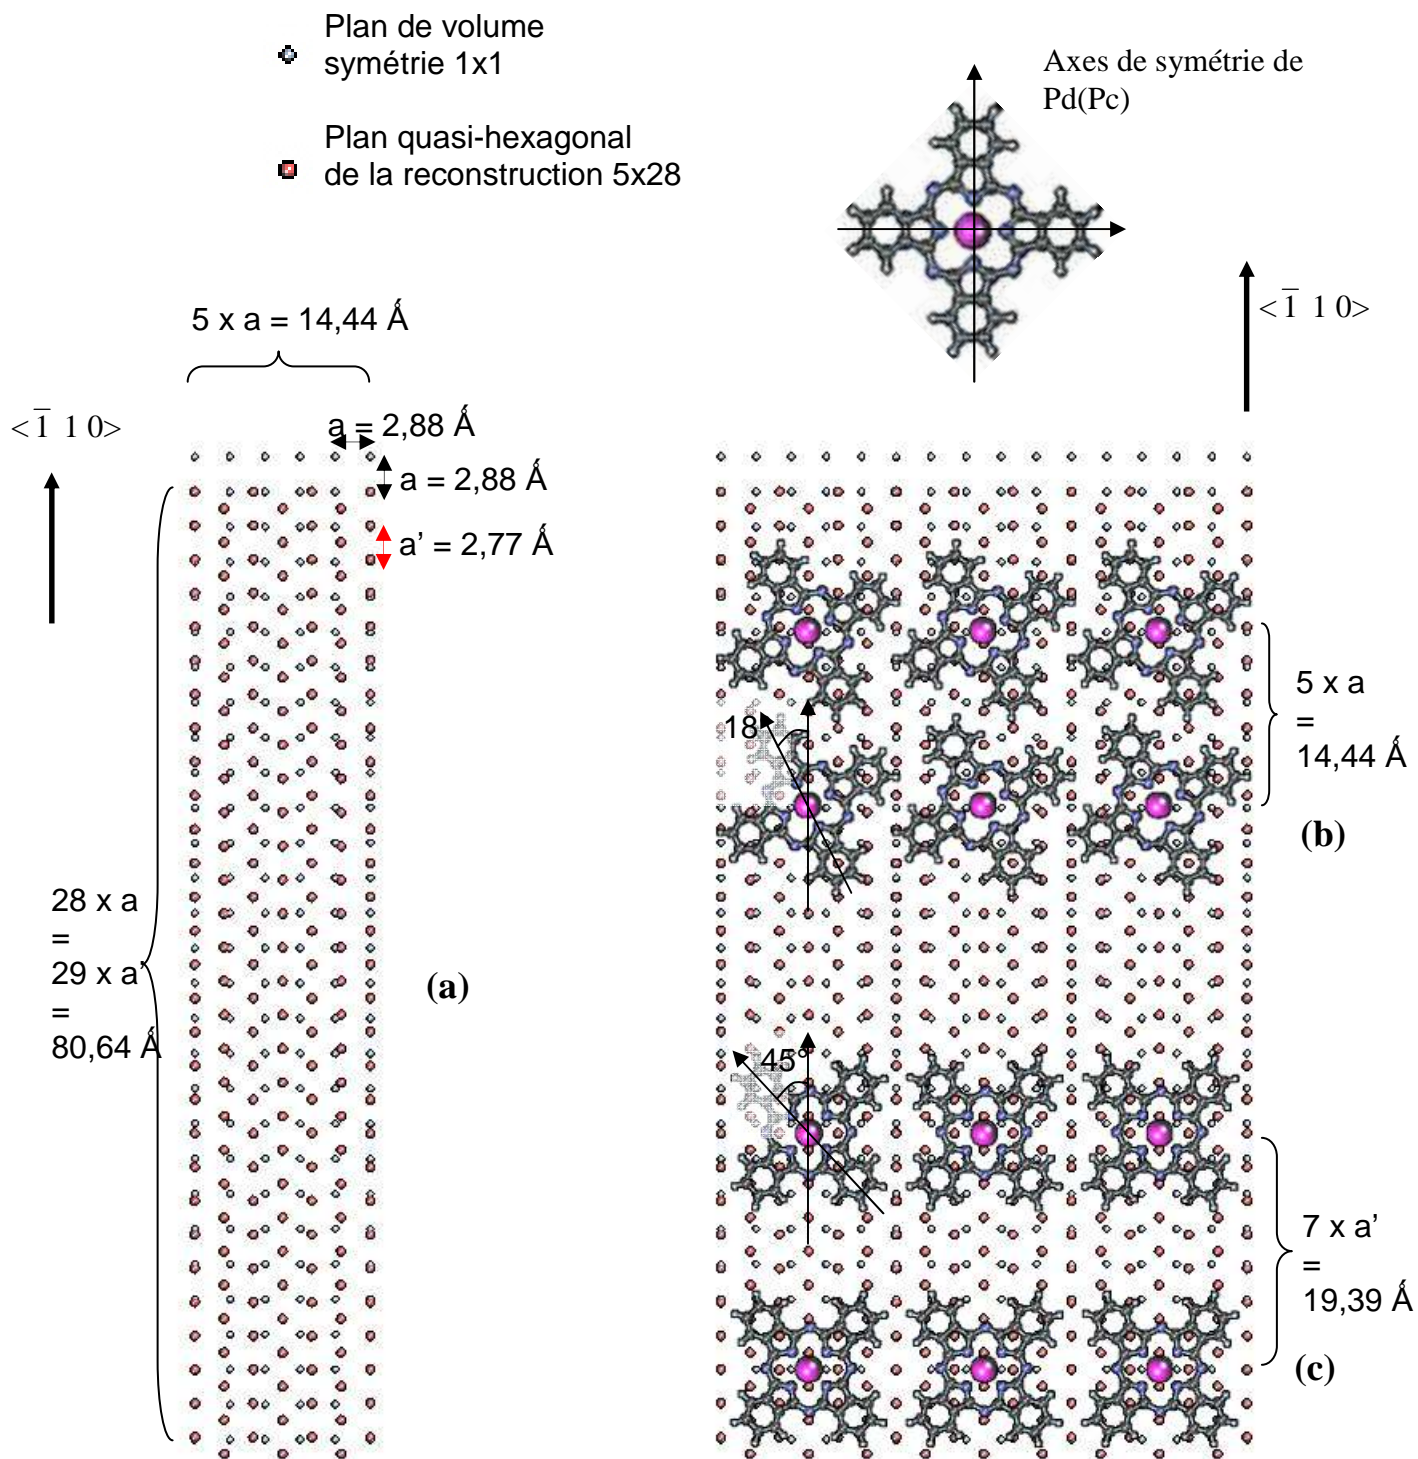 Plan de volume
symétrie 1x1
Plan quasi-hexagonal
de la reconstruction 5x28
Axes de symétrie de
Pd(Pc)
<1̅ 1 0>
5 x a = 14,44 Ǻ
<1̅ 1 0>
a = 2,88 Ǻ
a = 2,88 Ǻ
a’ = 2,77 Ǻ
28 x a
=
29 x a’
=
80,64 Ǻ
(a)
18°
5 x a
=
14,44 Ǻ
(b)
45°
7 x a’
=
19,39 Ǻ
(c)